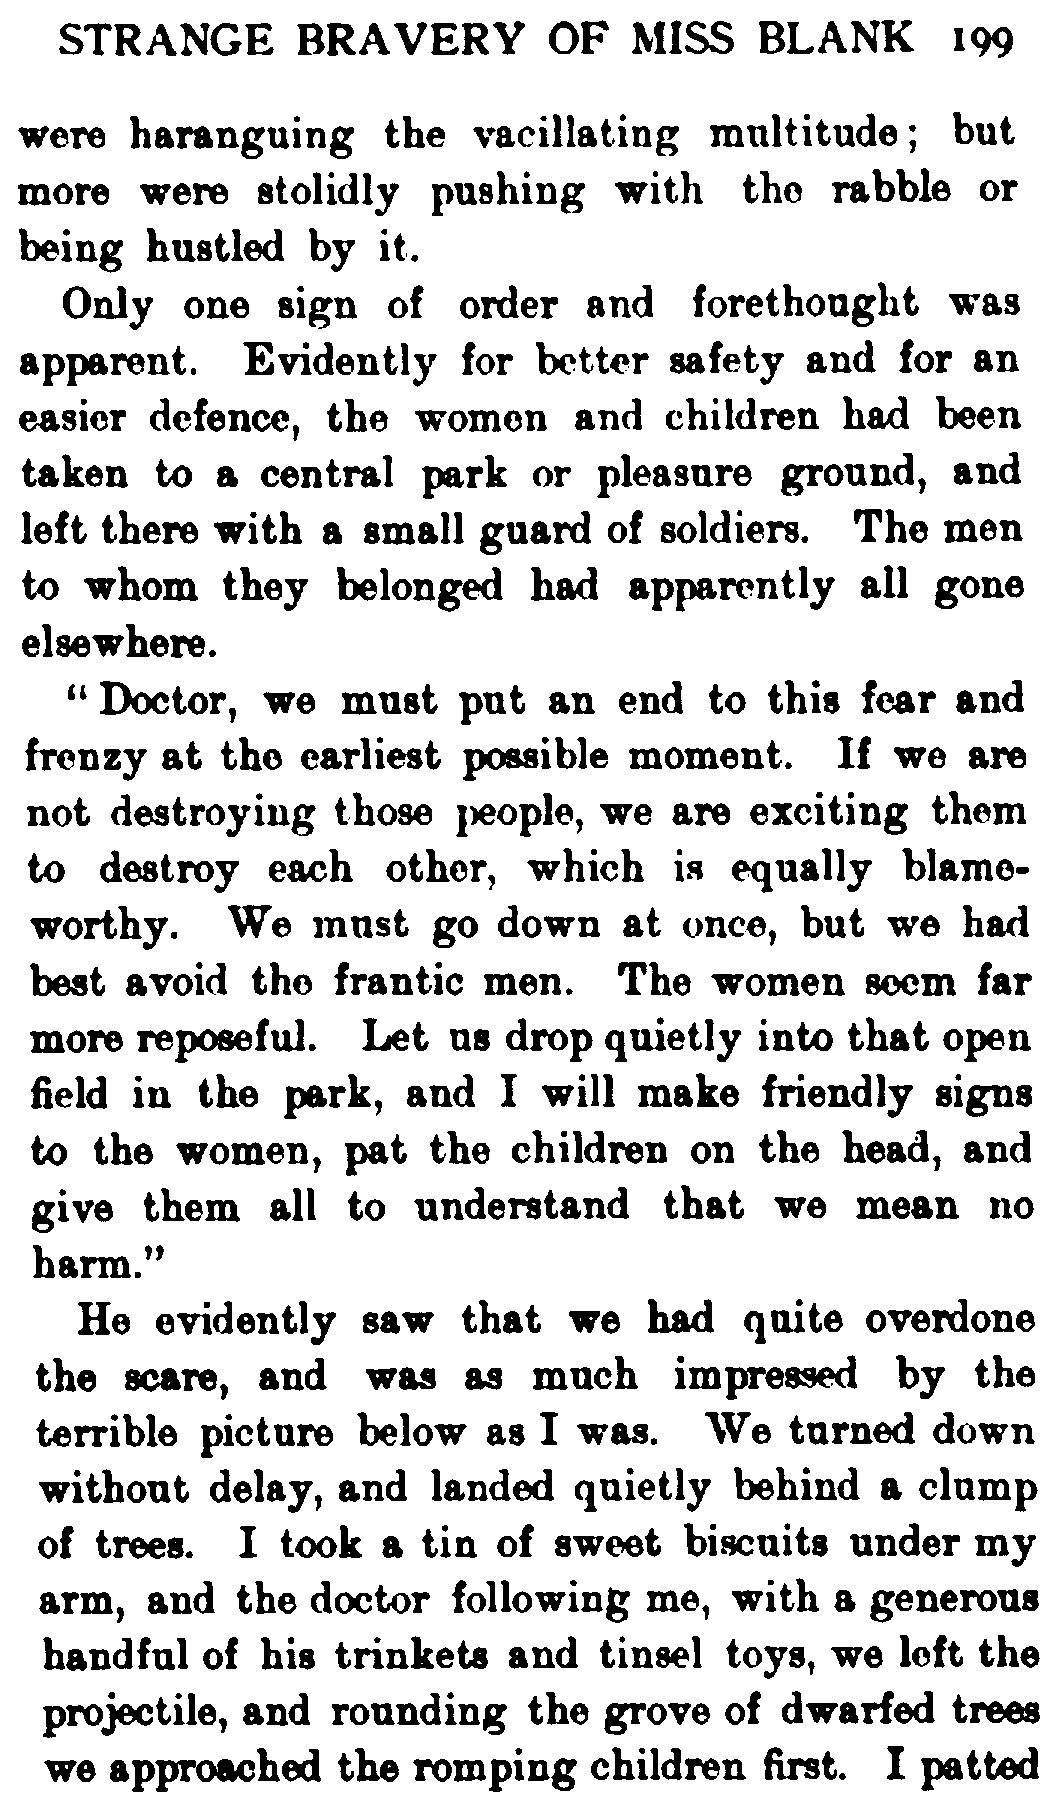 STRANGE BRAVERY OF MISS BLANK 199
were haranguing the vacillating multitude; but
more were stolidly pushing with the rabble or
being hustled by it.
Only one sign of order and forethought was
apparent. Evidently for better safety and for an
easier defence, the women and children had been
taken to a central park or pleasure ground, and
left there with a small guard of soldiers. The men
to whom they belonged had apparently all gone
elsewhere.
"Doctor, we must put an end to this fear and
frenzy at the earliest possible moment. If we are
not destroying those people, we are exciting them
to destroy each other, which is equally blame-
worthy. We must go down at once, but we had
best avoid the frantic men. The women seem far
more reposeful. Let us drop quietly into that open
field in the park, and I will make friendly signs
to the women, pat the children on the head, and
give them all to understand that we mean no
harm."
He evidently saw that we had quite overdone
the scare, and was as much impressed by the
terrible picture below as I was. We turned down
without delay, and landed quietly behind a clump
of trees. I took a tin of sweet biscuits under my
arm, and the doctor following me, with a generous
handful of his trinkets and tinsel toys, we left the
projectile, and rounding the grove of dwarfed trees
we approached the romping children first. I patted